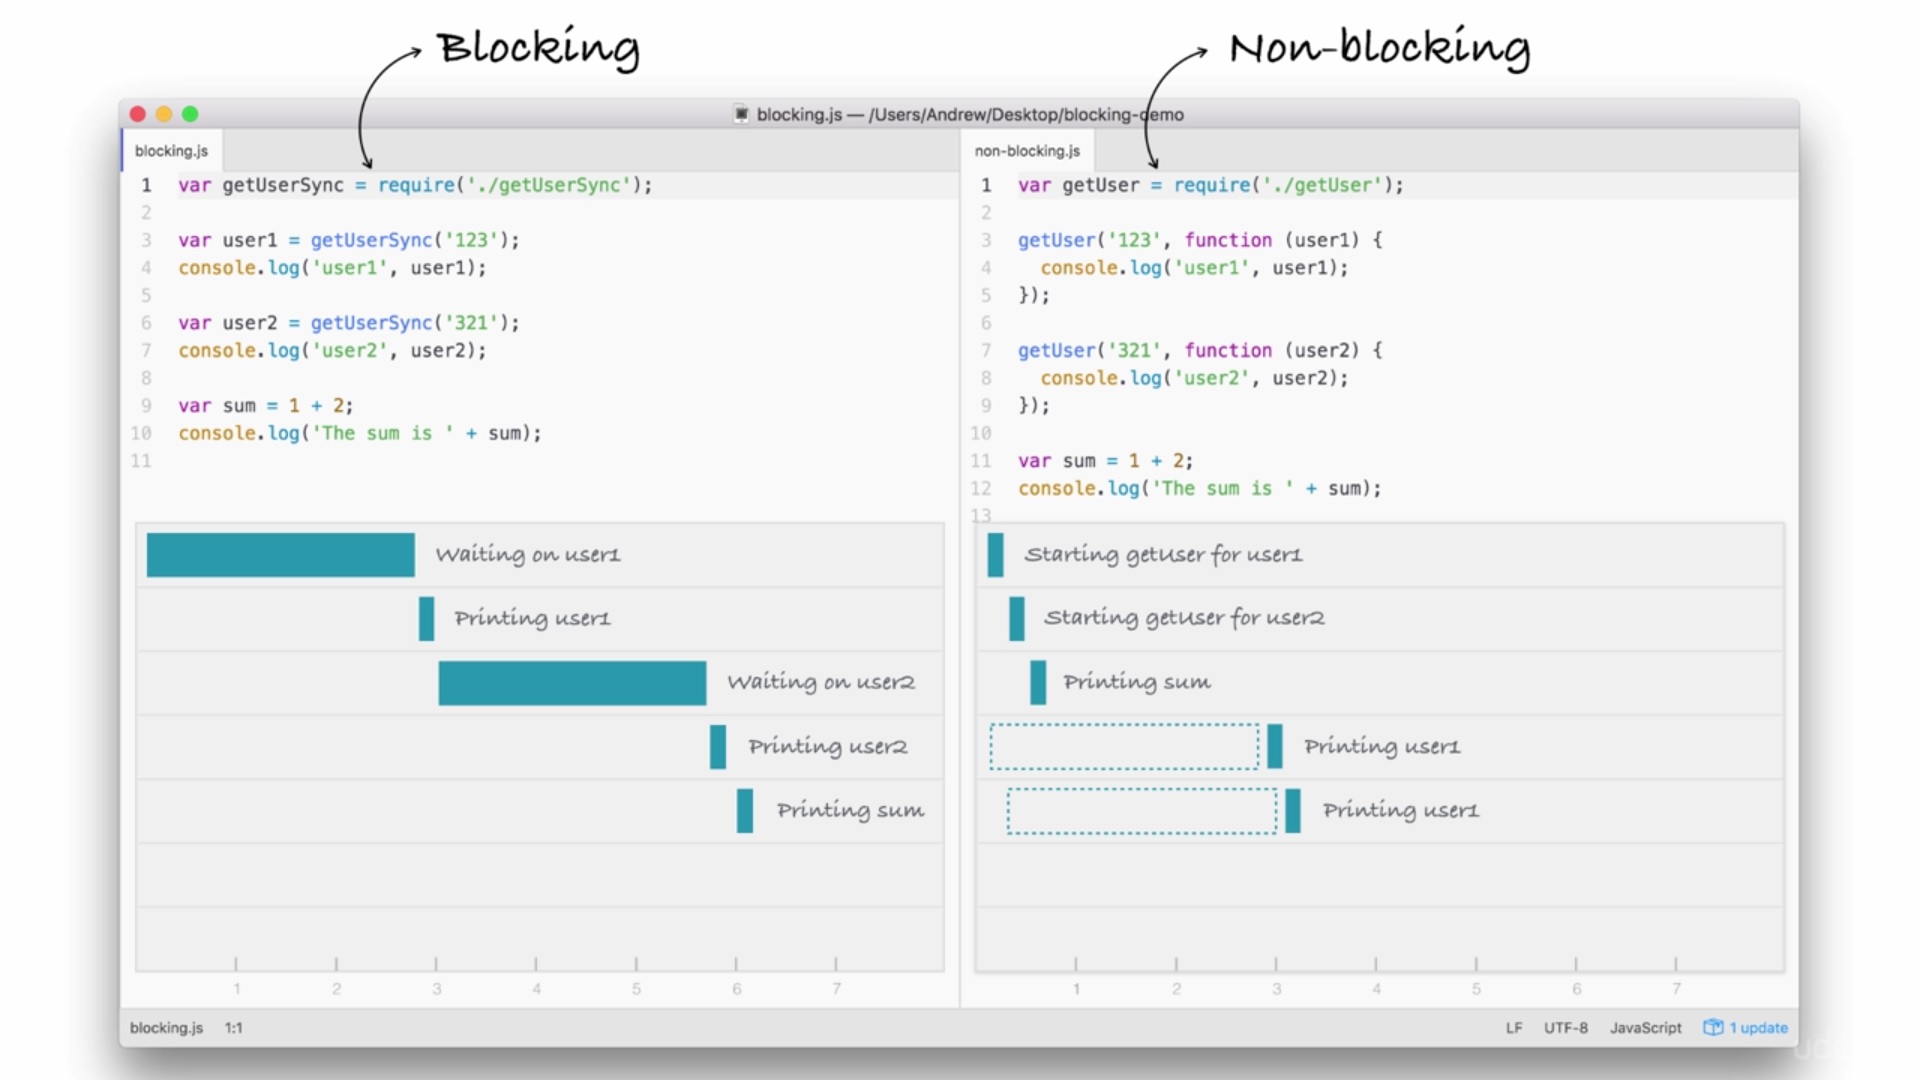 Blocking
Non-blocking
blocking.js — /Users/Andrew/Desktop/blocking-demo
blocking.js
1 var getUserSync = require('./getUserSync');
2
3 var user1 = getUserSync('123');
4 console.log('user1', user1);
5
6 var user2 = getUserSync('321');
7 console.log('user2', user2);
8
9 var sum = 1 + 2;
10 console.log('The sum is ' + sum);
11
Waiting on user1
Printing user1
Waiting on user2
Printing user2
Printing sum
1 2 3 4 5 6 7
non-blocking.js
1 var getUser = require('./getUser');
2
3 getUser('123', function (user1) {
4 console.log('user1', user1);
5 });
6
7 getUser('321', function (user2) {
8 console.log('user2', user2);
9 });
10
11 var sum = 1 + 2;
12 console.log('The sum is ' + sum);
13
Starting getUser for user1
Starting getUser for user2
Printing sum
Printing user1
Printing user1
1 2 3 4 5 6 7
blocking.js 1:1
LF UTF-8 JavaScript 1 update